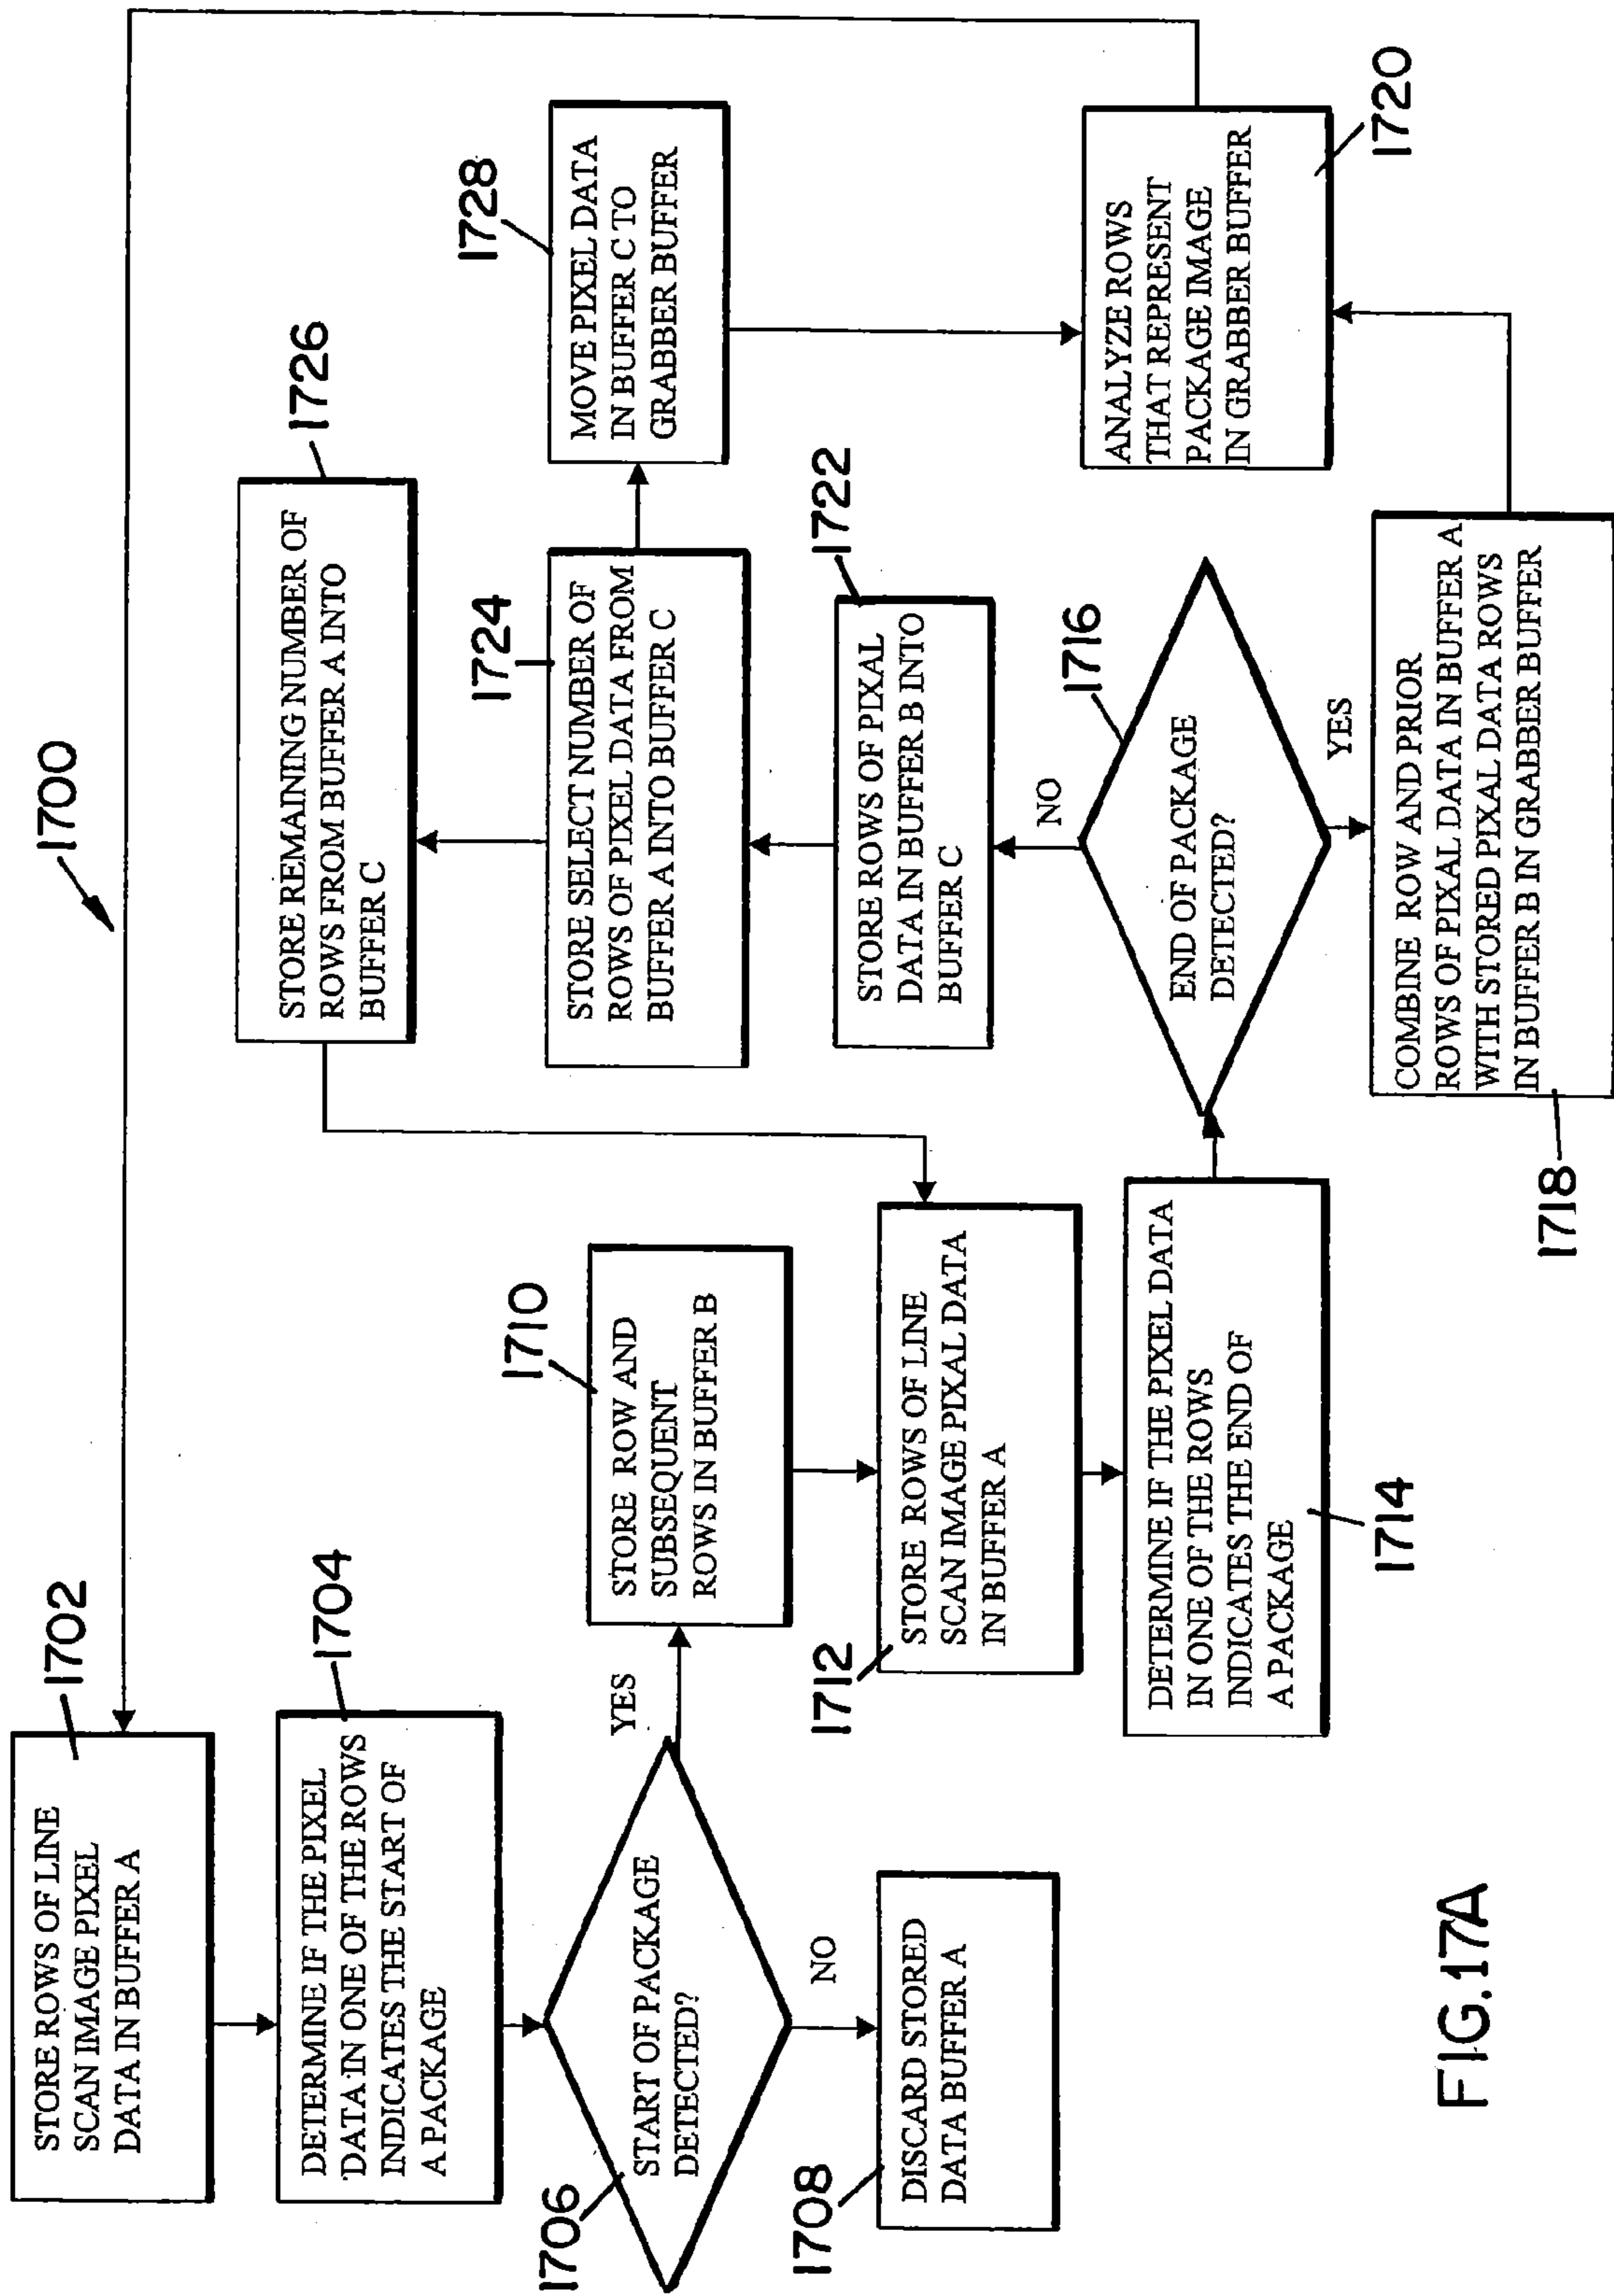 1700
1702
STORE ROWS OF LINE
SCAN IMAGE PIXEL
DATA IN BUFFER A
1704
DETERMINE IF THE PIXEL
DATA IN ONE OF THE ROWS
INDICATES THE START OF
A PACKAGE
1706
START OF PACKAGE
DETECTED?
YES
NO
1708
DISCARD STORED
DATA BUFFER A
1710
STORE ROW AND
SUBSEQUENT
ROWS IN BUFFER B
1712
STORE ROWS OF LINE
SCAN IMAGE PIXAL DATA
IN BUFFER A
DETERMINE IF THE PIXEL DATA
IN ONE OF THE ROWS
INDICATES THE END OF
A PACKAGE
1714
1716
END OF PACKAGE
DETECTED?
NO
YES
COMBINE ROW AND PRIOR
ROWS OF PIXAL DATA IN BUFFER A
WITH STORED PIXAL DATA ROWS
IN BUFFER B IN GRABBER BUFFER
1718
1722
STORE ROWS OF PIXAL
DATA IN BUFFER B INTO
BUFFER C
1724
STORE SELECT NUMBER OF
ROWS OF PIXEL DATA FROM
BUFFER A INTO BUFFER C
1726
STORE REMAINING NUMBER OF
ROWS FROM BUFFER A INTO
BUFFER C
1728
MOVE PIXEL DATA
IN BUFFER C TO
GRABBER BUFFER
ANALYZE ROWS
THAT REPRESENT
PACKAGE IMAGE
IN GRABBER BUFFER
1720
FIG.17A